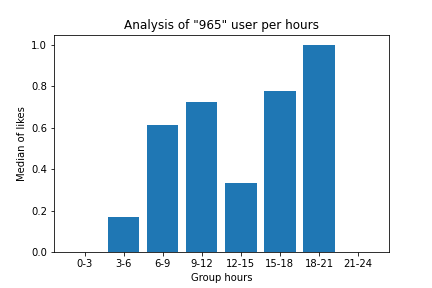 Analysis of "965" user per hours
1.0
0.8
0.6
0.4
0.2
0.0
Median of likes
0-3 3-6 6-9 9-12 12-15 15-18 18-21 21-24
Group hours